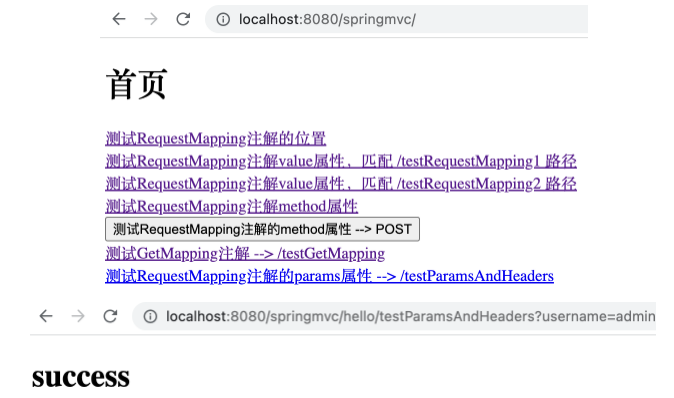 localhost:8080/springmvc/
首页
测试RequestMapping注解的位置
测试RequestMapping注解value属性，匹配 /testRequestMapping1 路径
测试RequestMapping注解value属性，匹配 /testRequestMapping2 路径
测试RequestMapping注解method属性
测试RequestMapping注解的method属性 --> POST
测试GetMapping注解 --> /testGetMapping
测试RequestMapping注解的params属性 --> /testParamsAndHeaders
localhost:8080/springmvc/hello/testParamsAndHeaders?username=admin
success